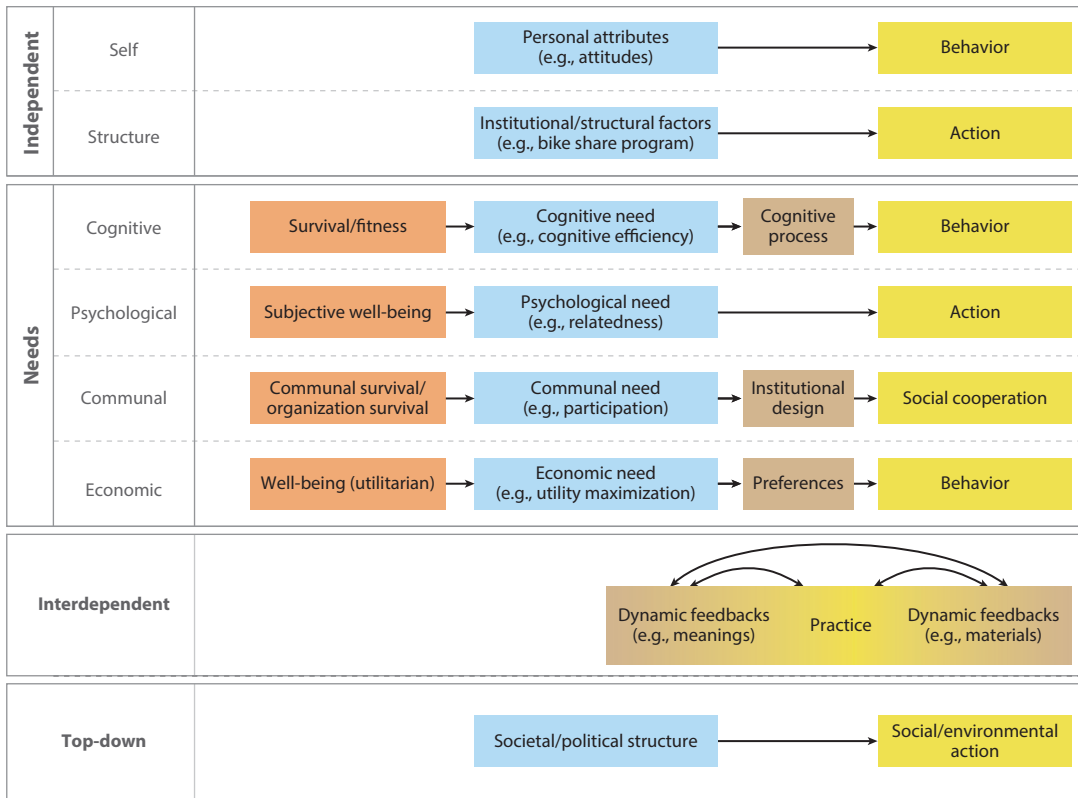 Independent
Self
Personal attributes
(e.g., attitudes)
Behavior
Structure
Institutional/structural factors
(e.g., bike share program)
Action
Needs
Cognitive
Survival/fitness
Cognitive need
(e.g., cognitive efficiency)
Cognitive
process
Behavior
Psychological
Subjective well-being
Psychological need
(e.g., relatedness)
Action
Communal
Communal survival/
organization survival
Communal need
(e.g., participation)
Institutional
design
Social cooperation
Economic
Well-being (utilitarian)
Economic need
(e.g., utility maximization)
Preferences
Behavior
Interdependent
Dynamic feedbacks
(e.g., meanings)
Practice
Dynamic feedbacks
(e.g., materials)
Top-down
Societal/political structure
Social/environmental
action